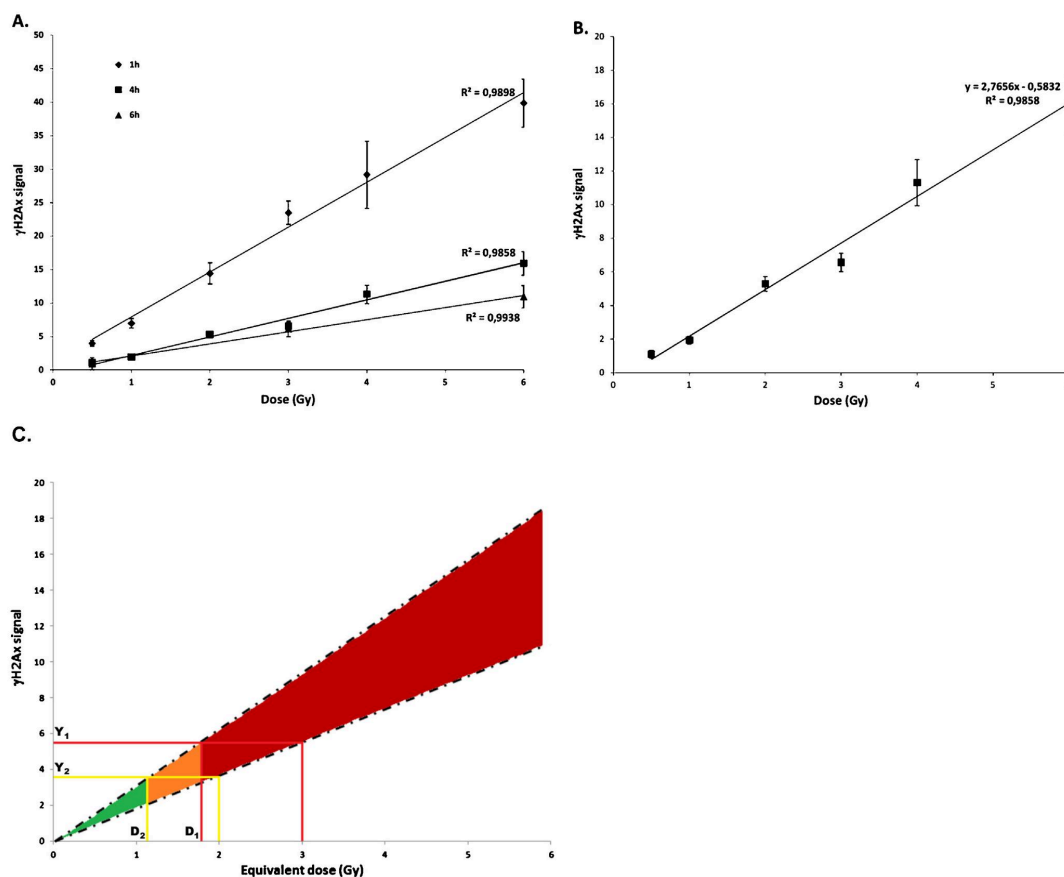 A.
50
45
40
35
30
25
20
15
10
5
0
γH2Ax signal
1h
4h
6h
R² = 0,9898
R² = 0,9858
R² = 0,9938
0 1 2 3 4 5 6
Dose (Gy)
B.
20
18
16
14
12
10
8
6
4
2
0
γH2Ax signal
y = 2,7656x - 0,5832
R² = 0,9858
0 1 2 3 4 5
Dose (Gy)
C.
20
18
16
14
12
10
8
6
4
2
0
γH2Ax signal
Y₁
Y₂
D₂ D₁
0 1 2 3 4 5 6
Equivalent dose (Gy)